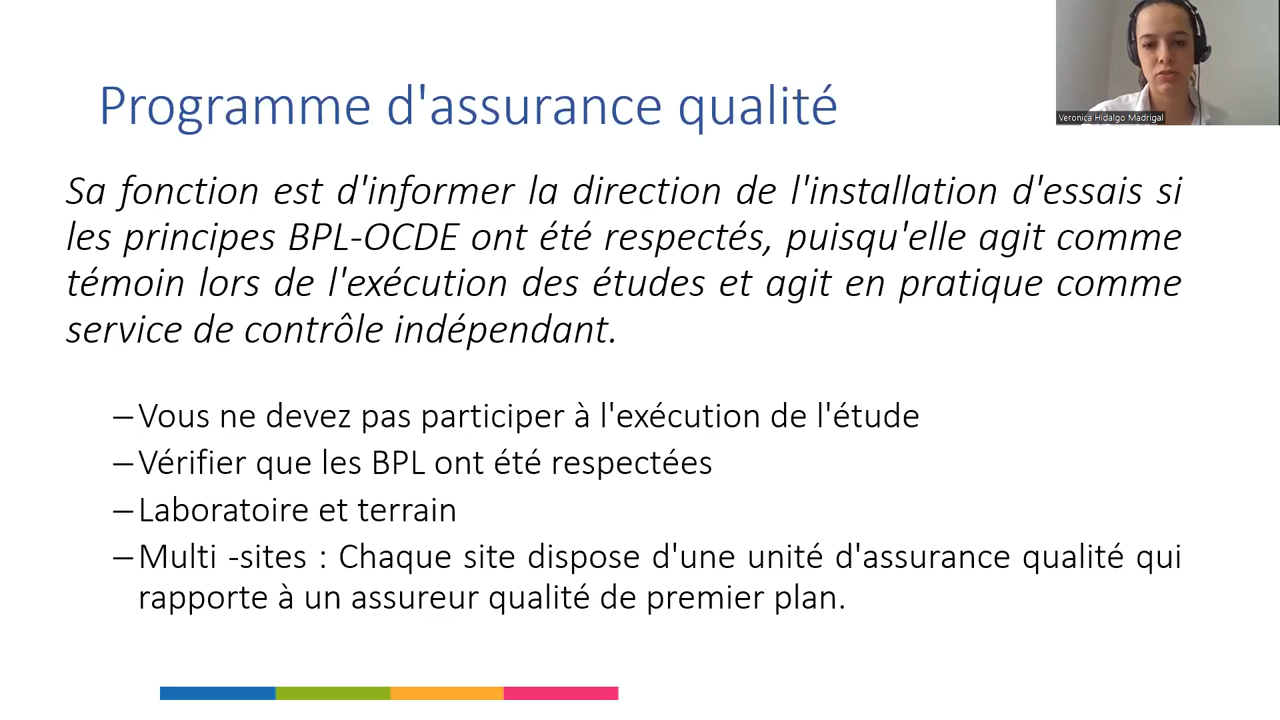 Programme d'assurance qualité
Veronica Hidalgo Madrigal
Sa fonction est d'informer la direction de l'installation d'essais si
les principes BPL-OCDE ont été respectés, puisqu'elle agit comme
témoin lors de l'exécution des études et agit en pratique comme
service de contrôle indépendant.
–Vous ne devez pas participer à l'exécution de l'étude
–Vérifier que les BPL ont été respectées
–Laboratoire et terrain
–Multi -sites : Chaque site dispose d'une unité d'assurance qualité qui
rapporte à un assureur qualité de premier plan.